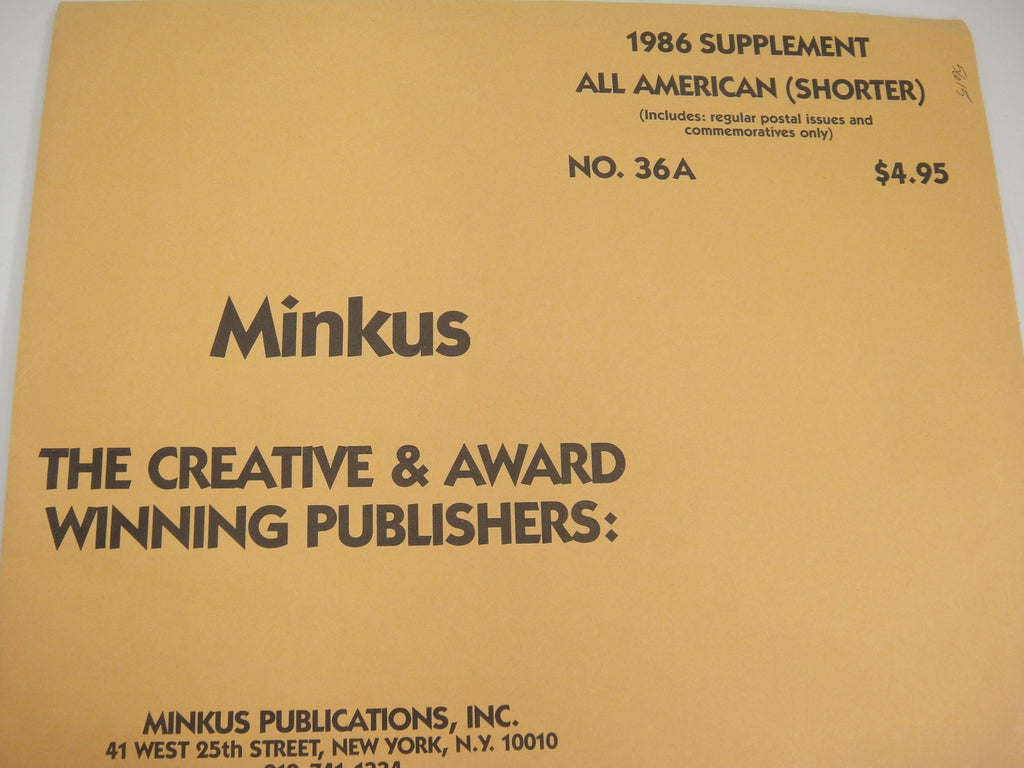 1986 SUPPLEMENT
ALL AMERICAN (SHORTER)
(Includes: regular postal issues and
commemoratives only)
NO. 36A $4.95
Minkus
THE CREATIVE & AWARD
WINNING PUBLISHERS:
MINKUS PUBLICATIONS, INC.
41 WEST 25th STREET, NEW YORK, N.Y. 10010